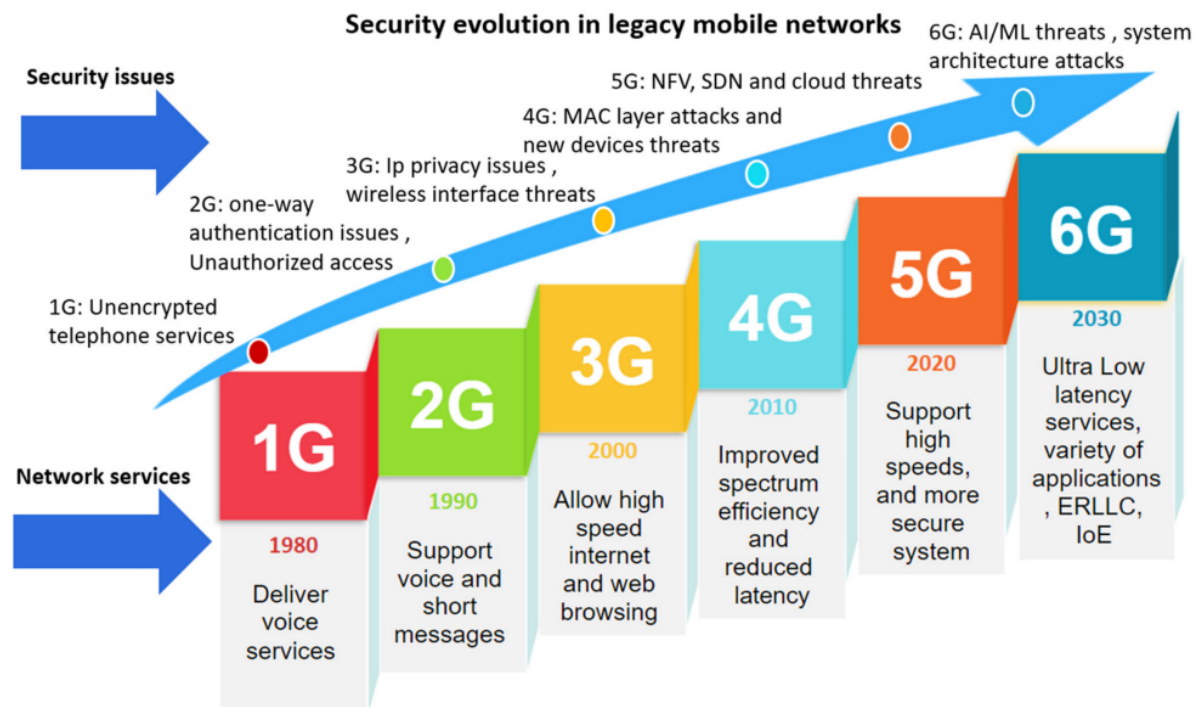 Security evolution in legacy mobile networks
Security issues
6G: AI/ML threats , system
architecture attacks
5G: NFV, SDN and cloud threats
4G: MAC layer attacks and
new devices threats
3G: Ip privacy issues ,
wireless interface threats
2G: one-way
authentication issues ,
Unauthorized access
1G: Unencrypted
telephone services
Network services
1G
1980
Deliver
voice
services
2G
1990
Support
voice and
short
messages
3G
2000
Allow high
speed
internet
and web
browsing
4G
2010
Improved
spectrum
efficiency
and
reduced
latency
5G
2020
Support
high
speeds,
and more
secure
system
6G
2030
Ultra Low
latency
services,
variety of
applications
, ERLLC,
IoE